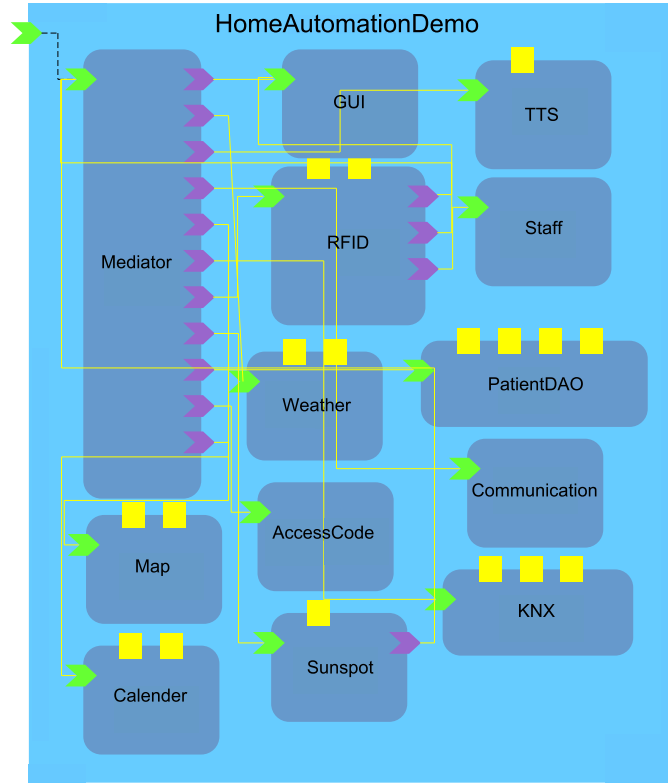 HomeAutomationDemo
GUI
TTS
RFID
Staff
Mediator
PatientDAO
Weather
Communication
AccessCode
Map
KNX
Sunspot
Calender